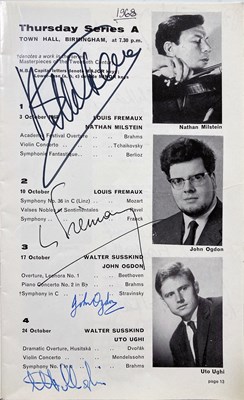 1968
Thursday Series A
TOWN HALL, BIRMINGHAM, at 7.30 p.m.
1
3 October LOUIS FREMAUX
NATHAN MILSTEIN
Academic Festival Overture Brahms
Violin Concerto Tchaikovsky
Symphonie Fantastique Berlioz
Nathan Milstein
2
10 October LOUIS FREMAUX
Symphony No. 36 in C (Linz) Mozart
Valses Nobles et Sentimentales Ravel
Franck
L Fremaux
3
17 October WALTER SUSSKIND
JOHN OGDON
Overture, Leonora No. 1 Beethoven
Piano Concerto No. 2 in B♭ Brahms
†Symphony in C Stravinsky
John Ogdon
John Ogdon
4
24 October WALTER SUSSKIND
UTO UGHI
Dramatic Overture, Husitská Dvořák
Violin Concerto Mendelssohn
Symphony No. 1 Brahms
Uto Ughi
page 13